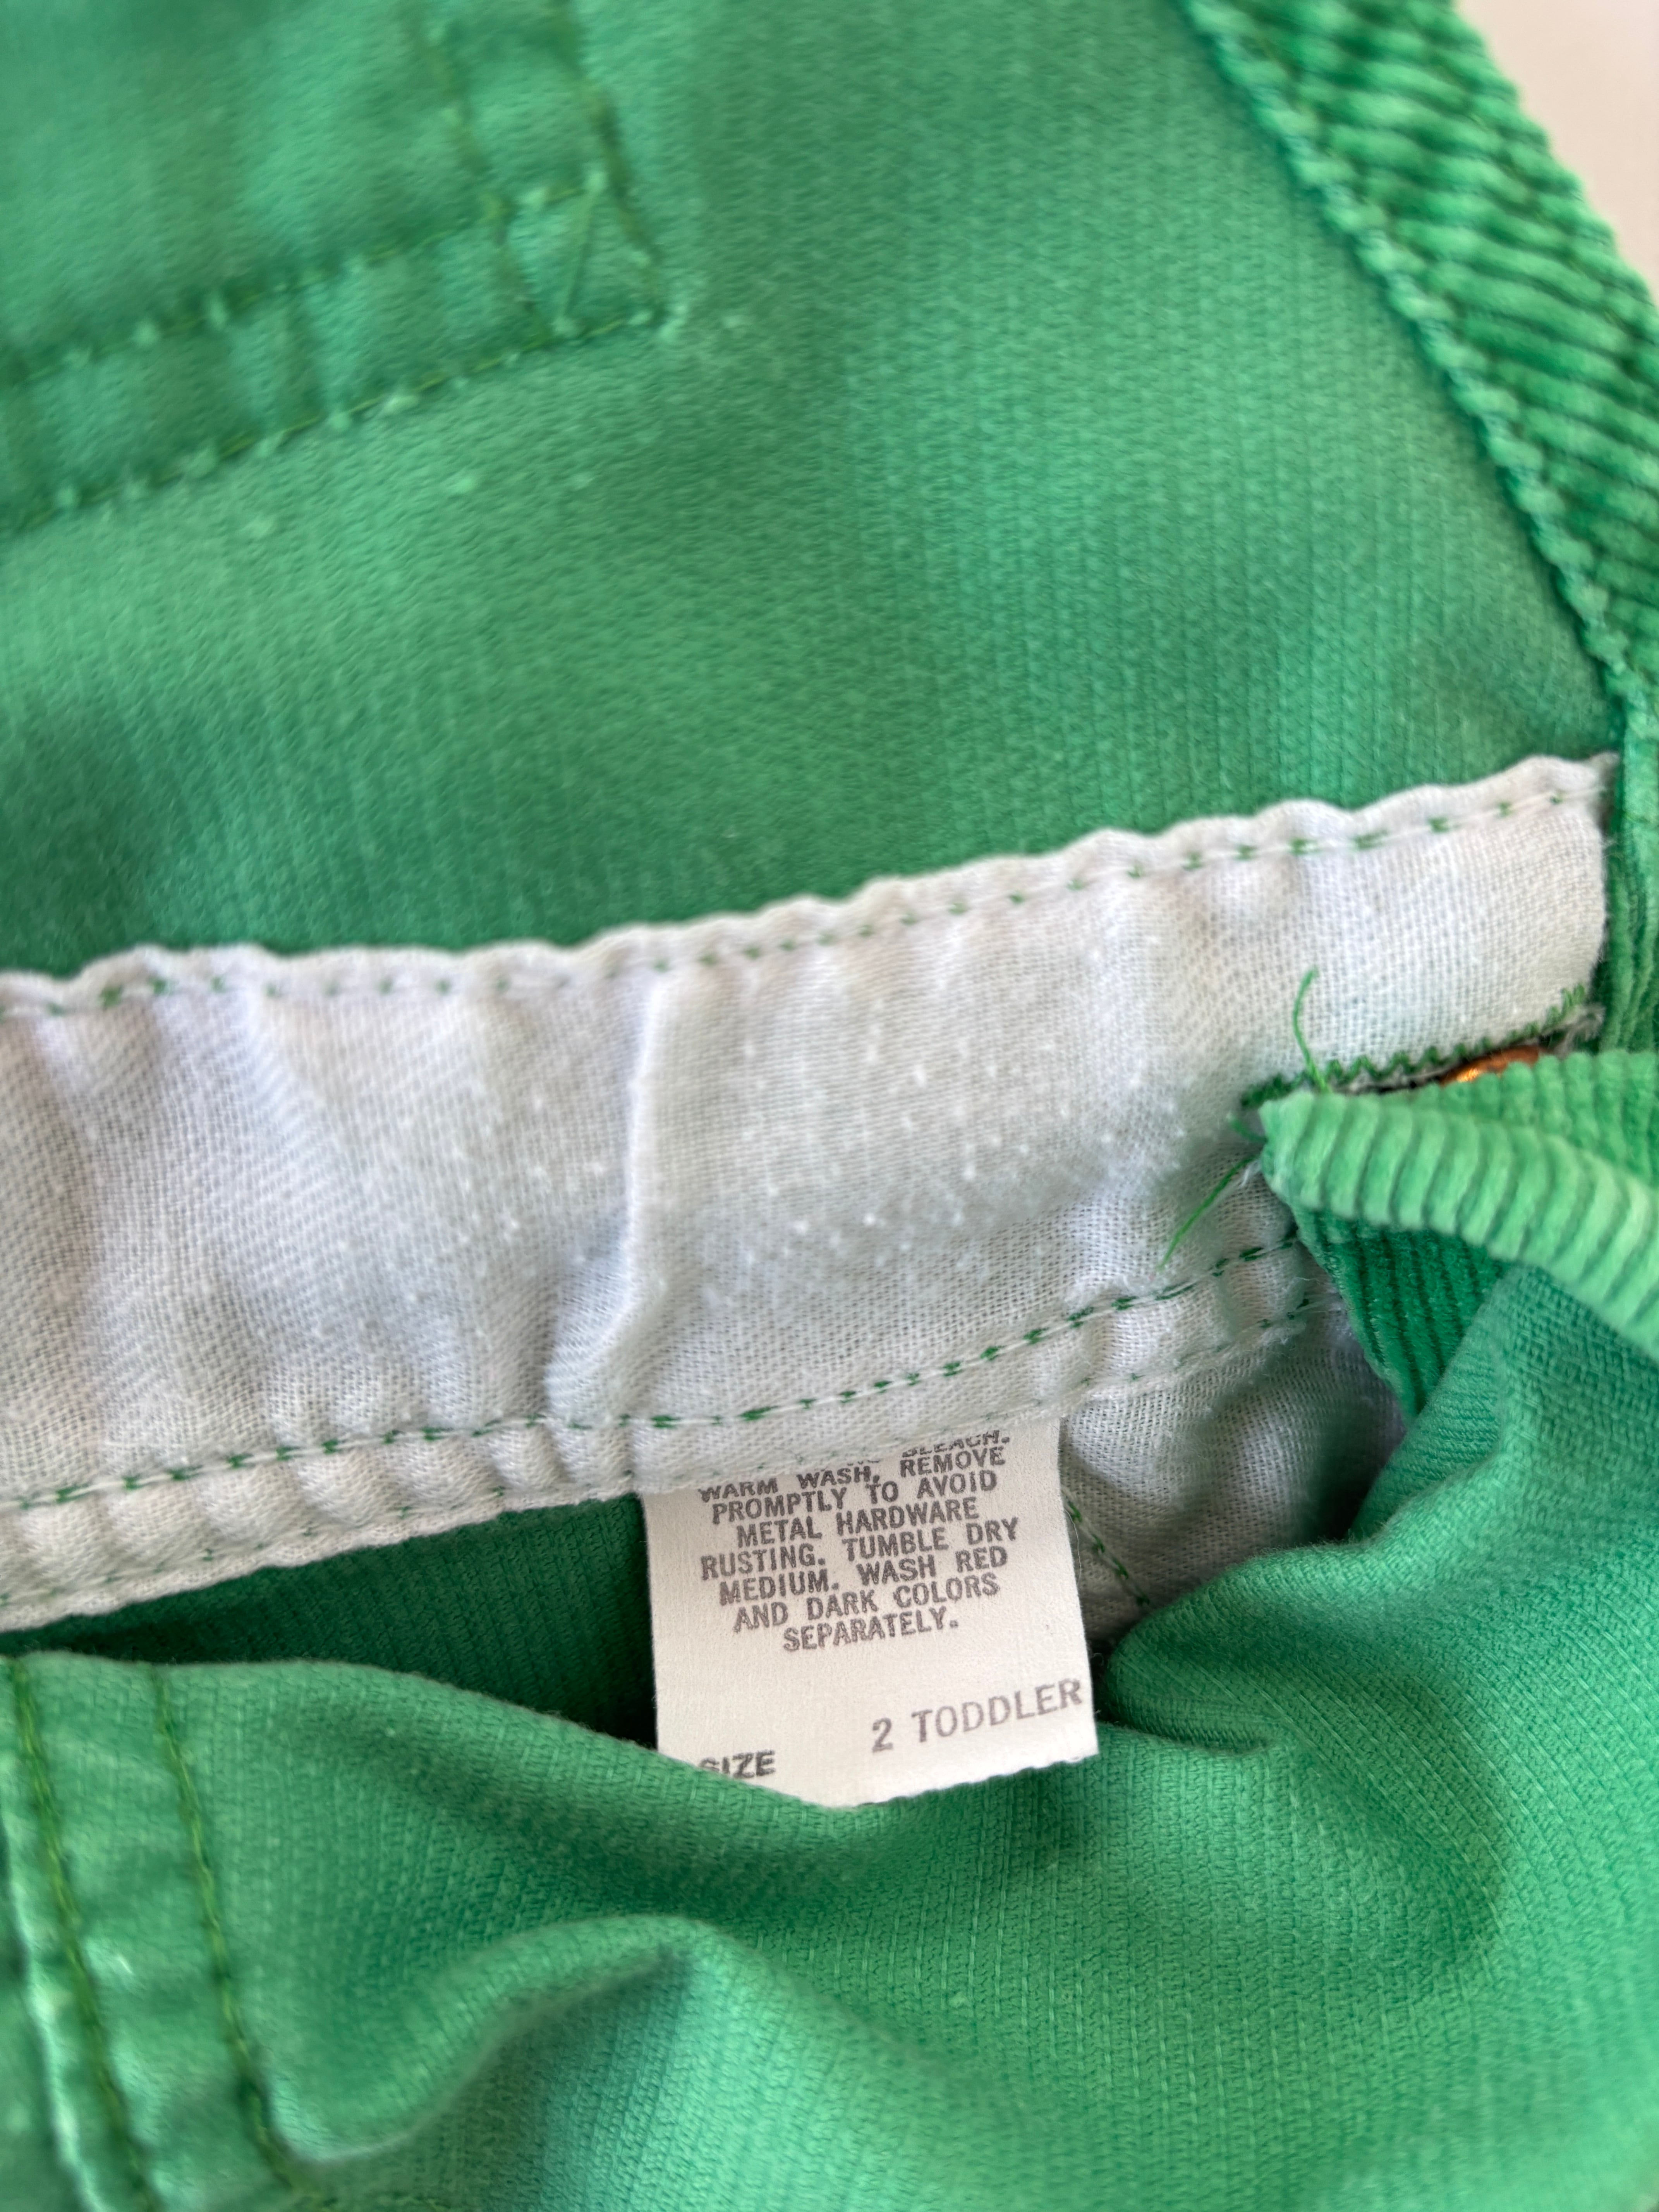 BLEACH.
WARM WASH, REMOVE
PROMPTLY TO AVOID
METAL HARDWARE
RUSTING. TUMBLE DRY
MEDIUM. WASH RED
AND DARK COLORS
SEPARATELY.
2 TODDLER
SIZE